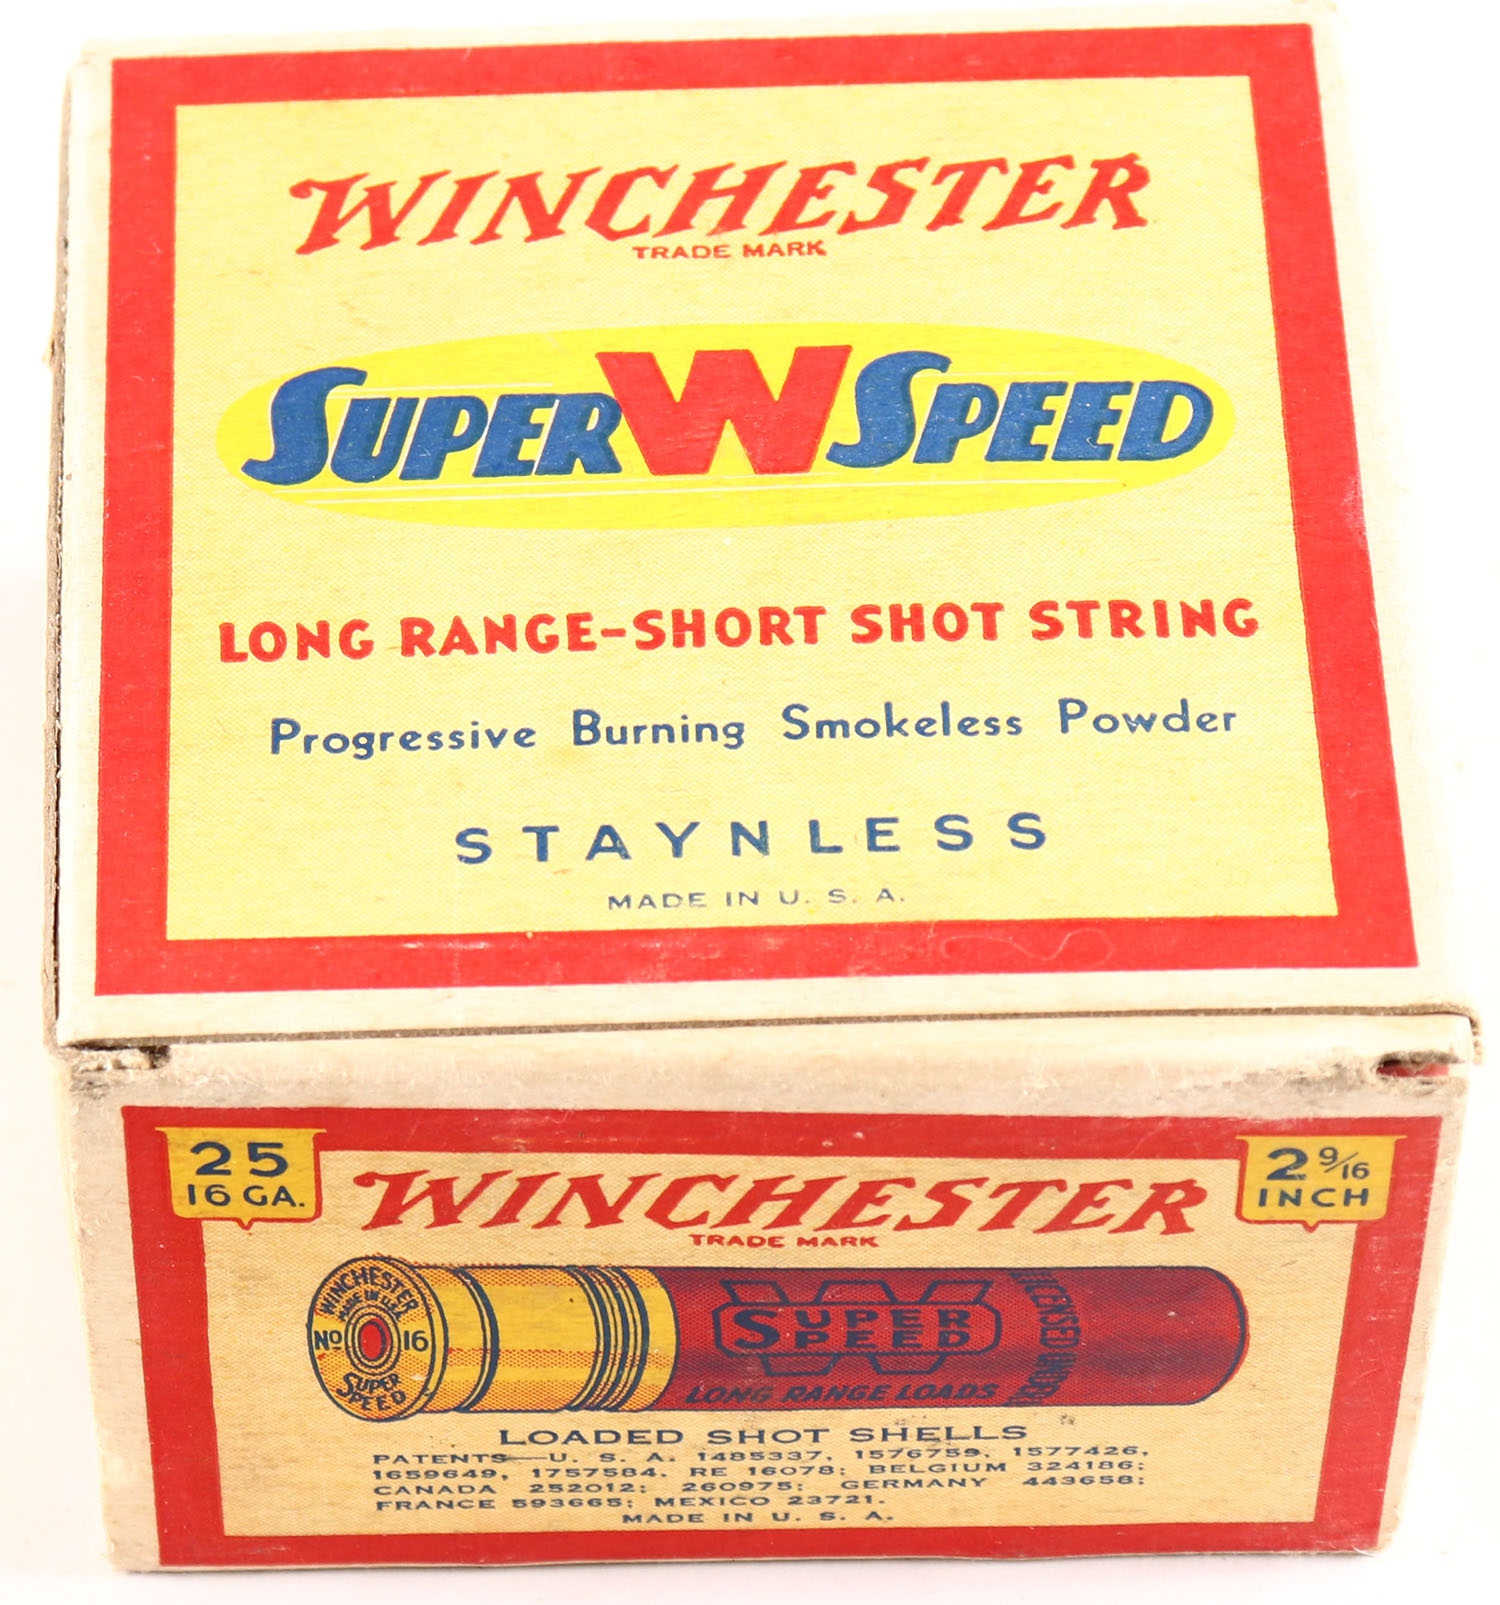 WINCHESTER
TRADE MARK
SUPER W SPEED
LONG RANGE-SHORT SHOT STRING
Progressive Burning Smokeless Powder
STAYNLESS
MADE IN U. S. A.
25
16 GA.
WINCHESTER
TRADE MARK
2 9/16
INCH
WINCHESTER
MADE IN U.S.A.
No 16
SUPER
SPEED
W
SUPER
SPEED
LONG RANGE LOADS
LICENSED UNDER
LOADED SHOT SHELLS
PATENTS—U. S. A. 1485337, 1576759, 1577426,
1659649, 1757584. RE 16078; BELGIUM 324186;
CANADA 252012; 260975; GERMANY 443658;
FRANCE 593665; MEXICO 23721.
MADE IN U. S. A.